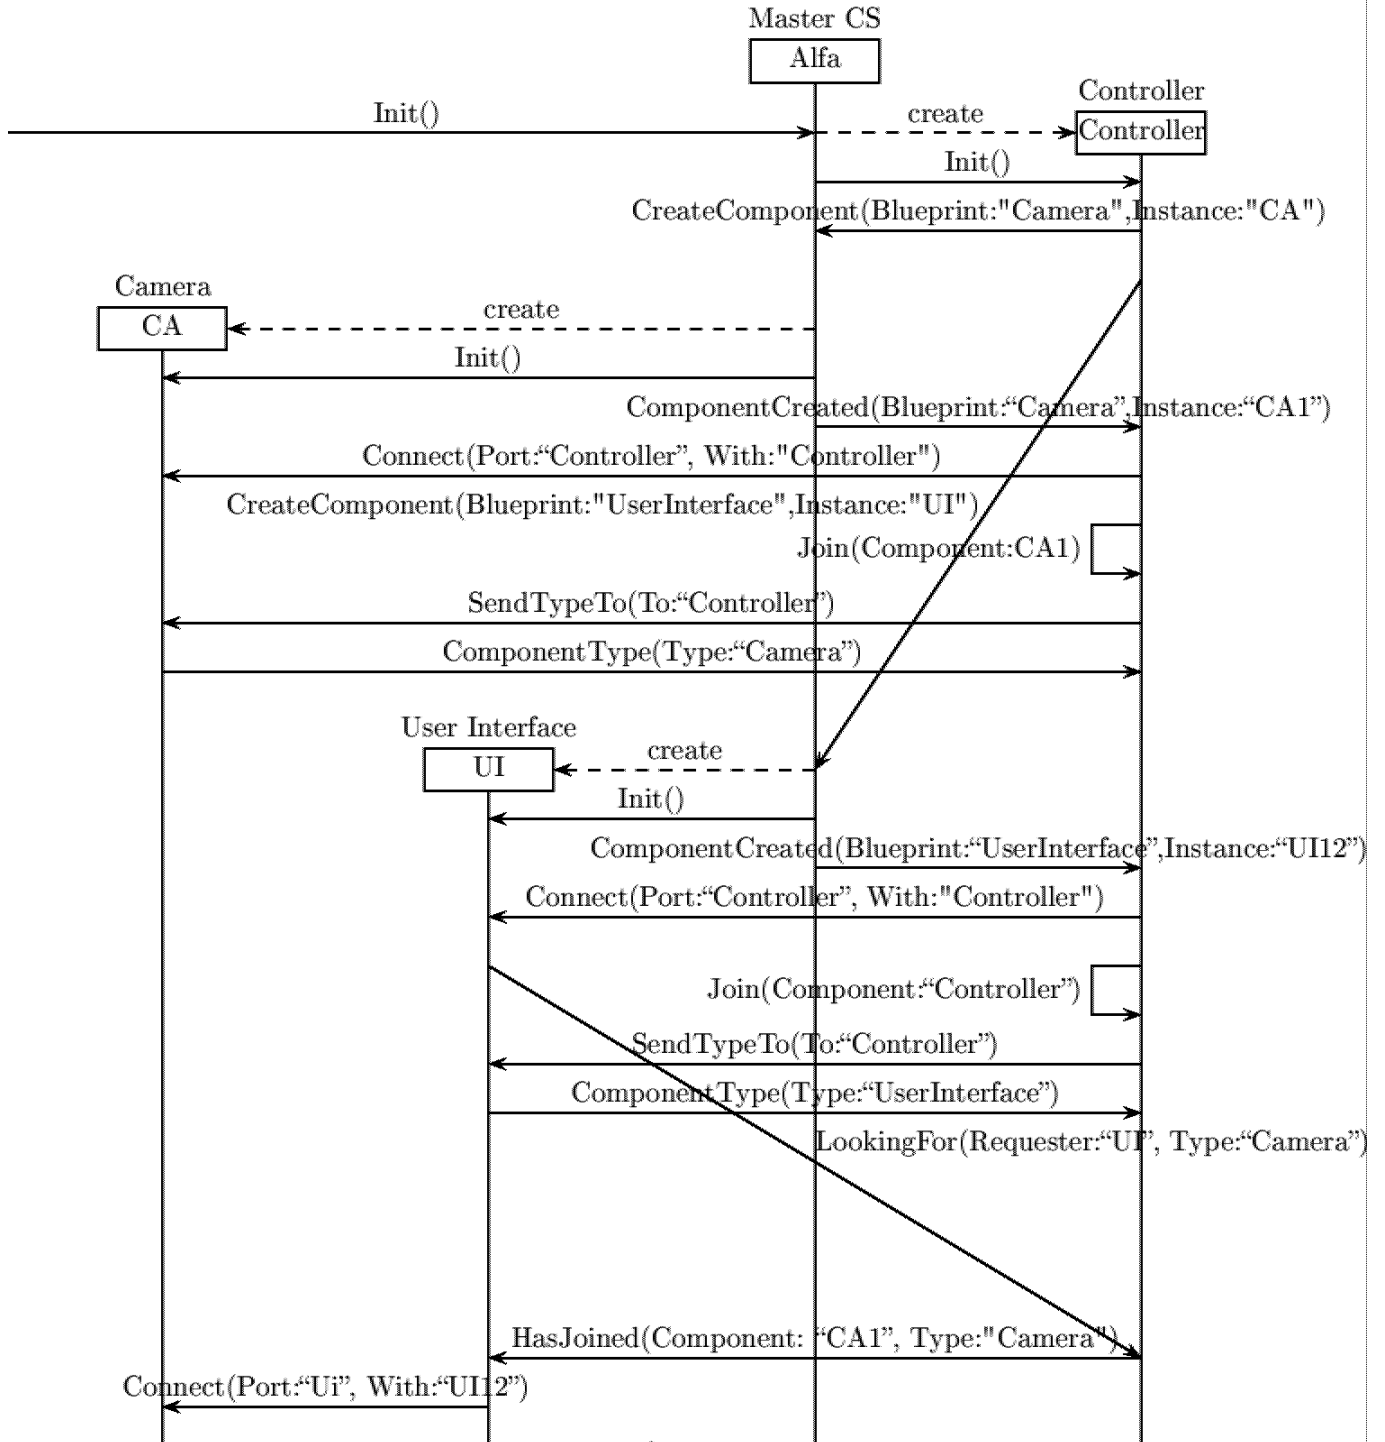 Master CS
Alfa
Controller
Controller
Init()
create
Init()
CreateComponent(Blueprint:"Camera",Instance:"CA")
Camera
CA
create
Init()
ComponentCreated(Blueprint:“Camera”,Instance:“CA1”)
Connect(Port:“Controller”, With:"Controller")
CreateComponent(Blueprint:"UserInterface",Instance:"UI")
Join(Component:CA1)
SendTypeTo(To:“Controller”)
ComponentType(Type:“Camera”)
User Interface
UI
create
Init()
ComponentCreated(Blueprint:“UserInterface”,Instance:“UI12”)
Connect(Port:“Controller”, With:"Controller")
Join(Component:“Controller”)
SendTypeTo(To:“Controller”)
ComponentType(Type:“UserInterface”)
LookingFor(Requester:“UI”, Type:“Camera”)
HasJoined(Component: “CA1”, Type:"Camera")
Connect(Port:“Ui”, With:“UI12”)